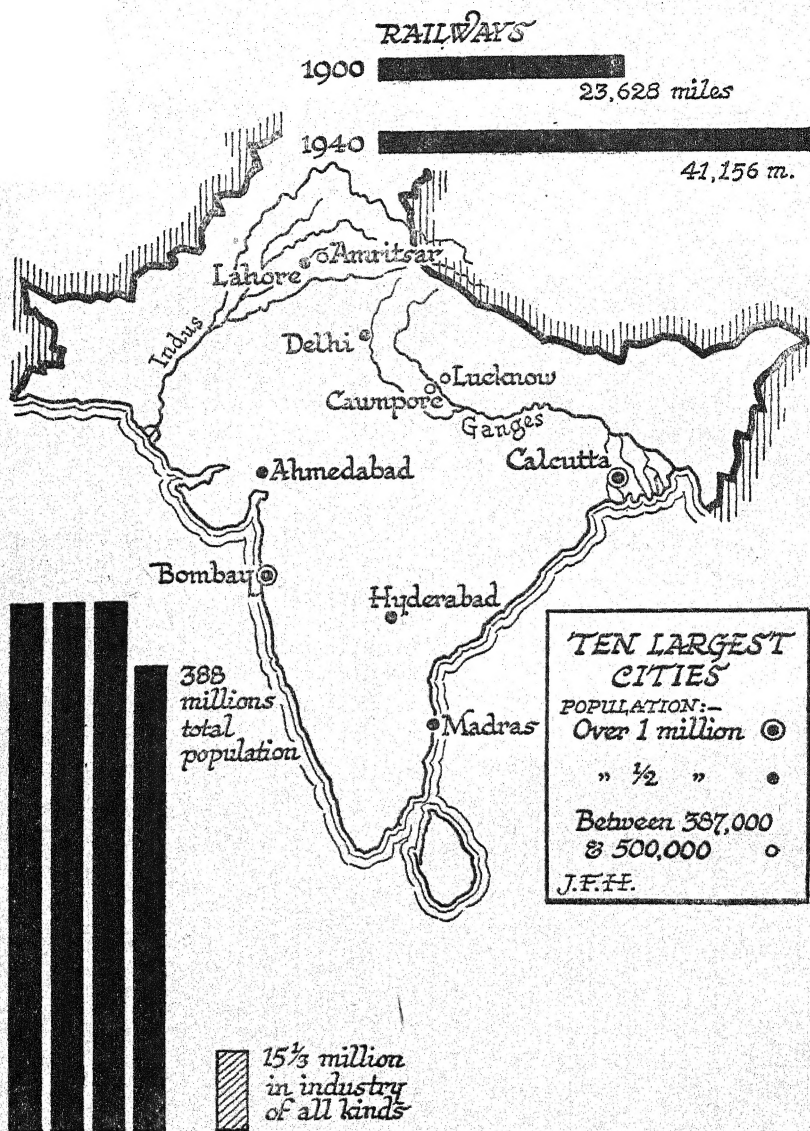 RAILWAYS
1900
23,628 miles
1940
41,156 m.
Amritsar
Lahore
Indus
Delhi
Lucknow
Cawnpore
Ganges
Ahmedabad
Calcutta
Bombay
Hyderabad
Madras
388
millions
total
population
TEN LARGEST
CITIES
POPULATION:-
Over 1 million
„ ½ „
Between 387,000
& 500,000
J.F.H.
15⅓ million
in industry
of all kinds